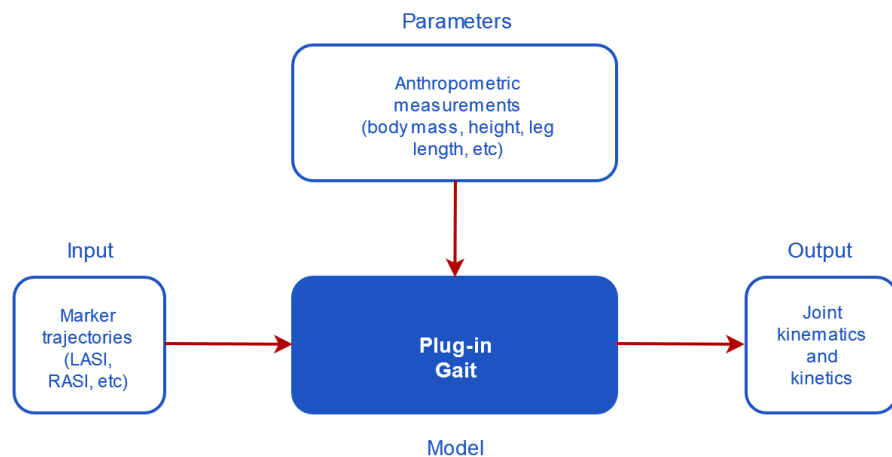 Parameters
Anthropometric
measurements
(body mass, height, leg
length, etc)
Input
Marker
trajectories
(LASI,
RASI, etc)
Plug-in
Gait
Model
Output
Joint
kinematics
and
kinetics